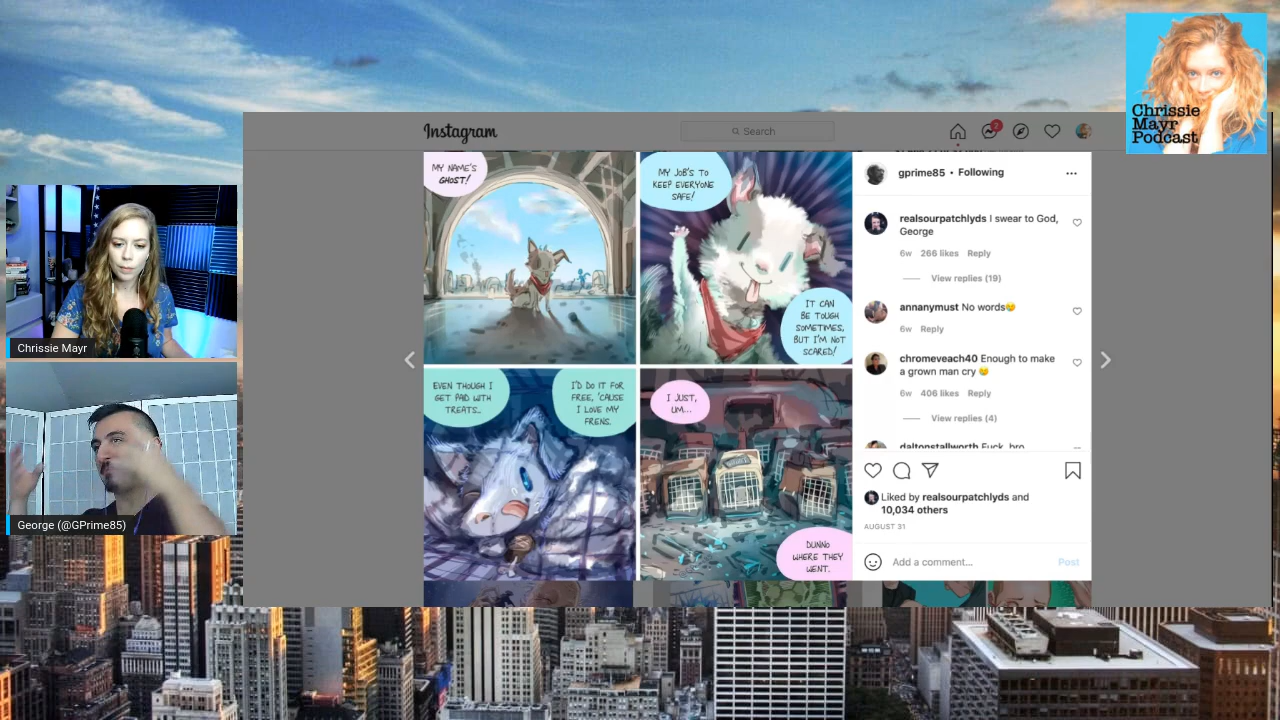 Chrissie
Mayr
Podcast
Instagram
Search
2
MY NAME'S
GHOST!
MY JOB'S TO
KEEP EVERYONE
SAFE!
IT CAN
BE TOUGH
SOMETIMES,
BUT I'M NOT
SCARED!
EVEN THOUGH I
GET PAID WITH
TREATS...
I'D DO IT FOR
FREE, 'CAUSE
I LOVE MY
FRENS.
I JUST,
UM...
DUNNO
WHERE THEY
WENT.
gprime85 • Following
realsourpatchlyds I swear to God,
George
6w 266 likes Reply
View replies (19)
annanymust No words
6w Reply
chromeveach40 Enough to make
a grown man cry
6w 406 likes Reply
View replies (4)
daltonstallworth Fuck, bro
Liked by realsourpatchlyds and
10,034 others
AUGUST 31
Add a comment...
Post
Chrissie Mayr
George (@GPrime85)